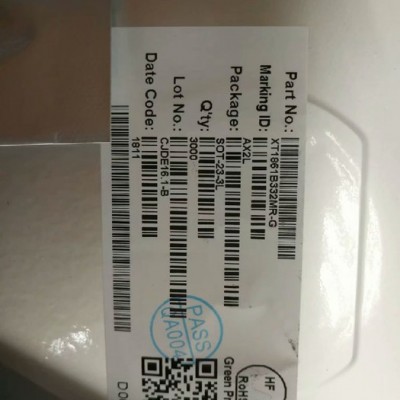 Part No.:
XT1861B332MR-G
Marking ID:
AX2L
Package:
SOT-23-3L
Q'ty:
3000
Lot No.:
CJDE16.1-B
Date Code:
1811
PASS
QA004
HF
RoHS
Green